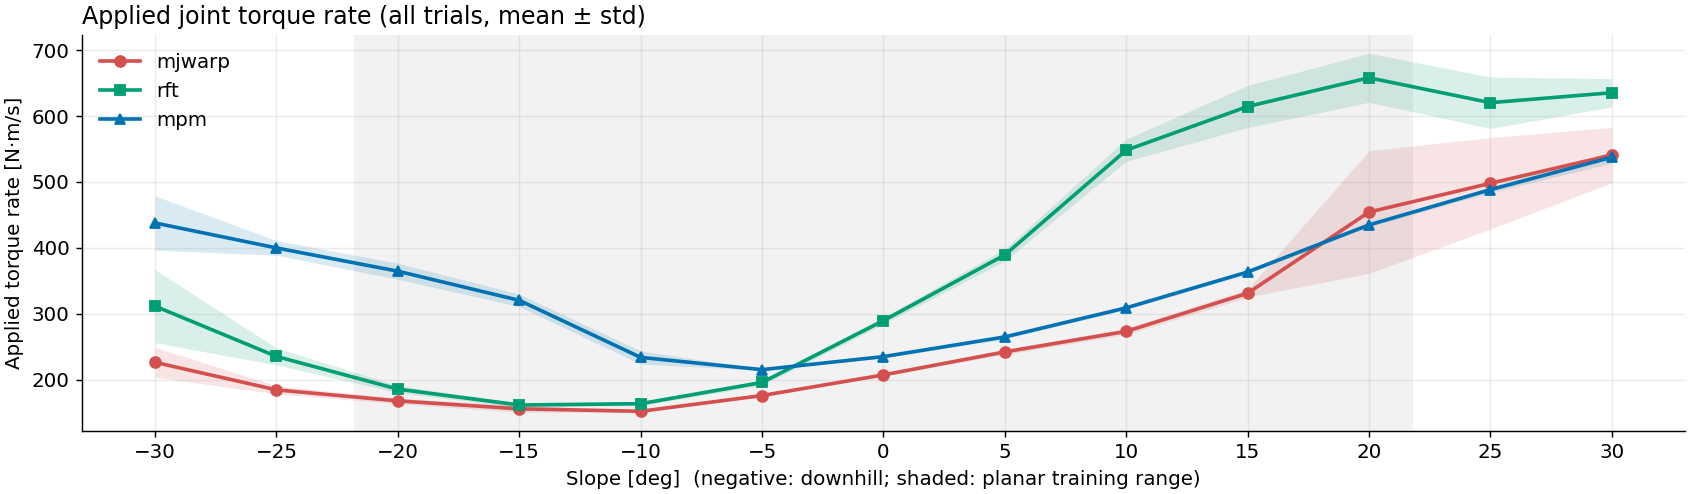 Applied joint torque rate (all trials, mean ± std)
mjwarp
rft
mpm
Applied torque rate [N·m/s]
700
600
500
400
300
200
−30 −25 −20 −15 −10 −5 0 5 10 15 20 25 30
Slope [deg]  (negative: downhill; shaded: planar training range)